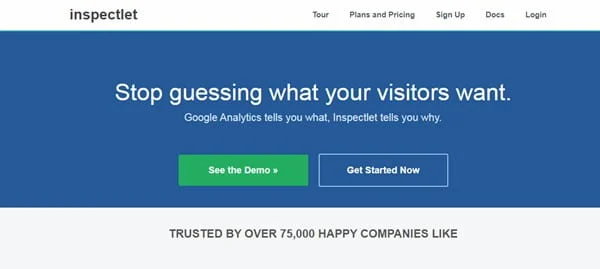 inspectlet Tour Plans and Pricing Sign Up Docs Login
Stop guessing what your visitors want.
Google Analytics tells you what, Inspectlet tells you why.
See the Demo » Get Started Now
TRUSTED BY OVER 75,000 HAPPY COMPANIES LIKE